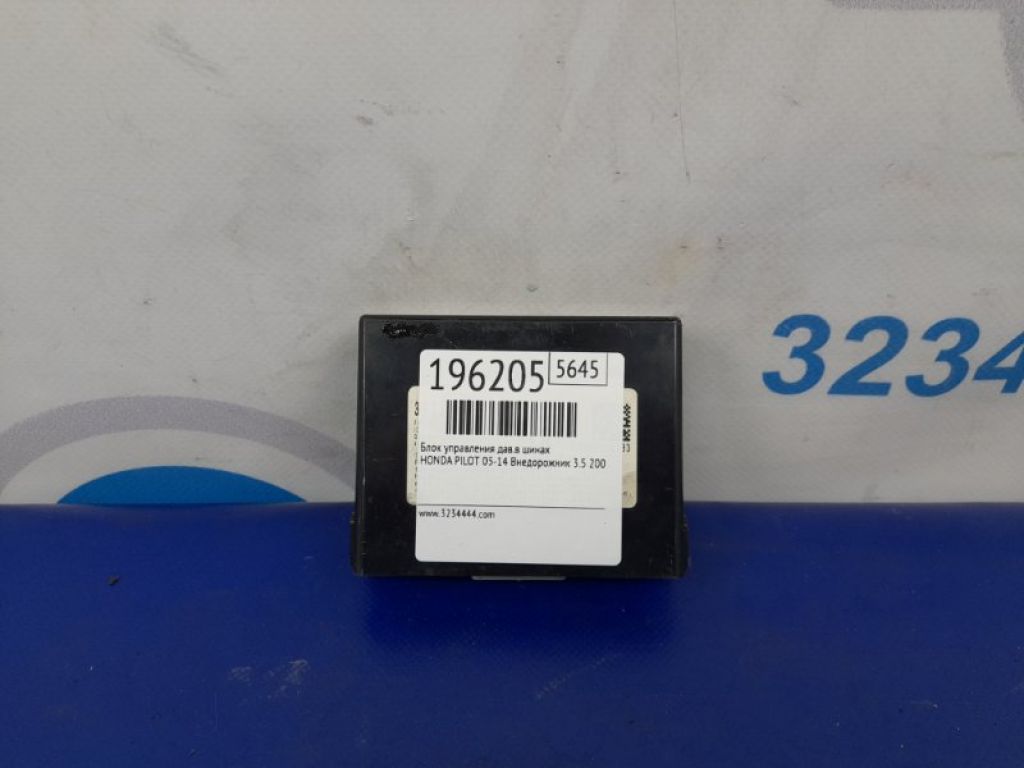 3234
196205 5645
Блок управления дав.в шинах
HONDA PILOT 05-14 Внедорожник 3.5 200
www.3234444.com